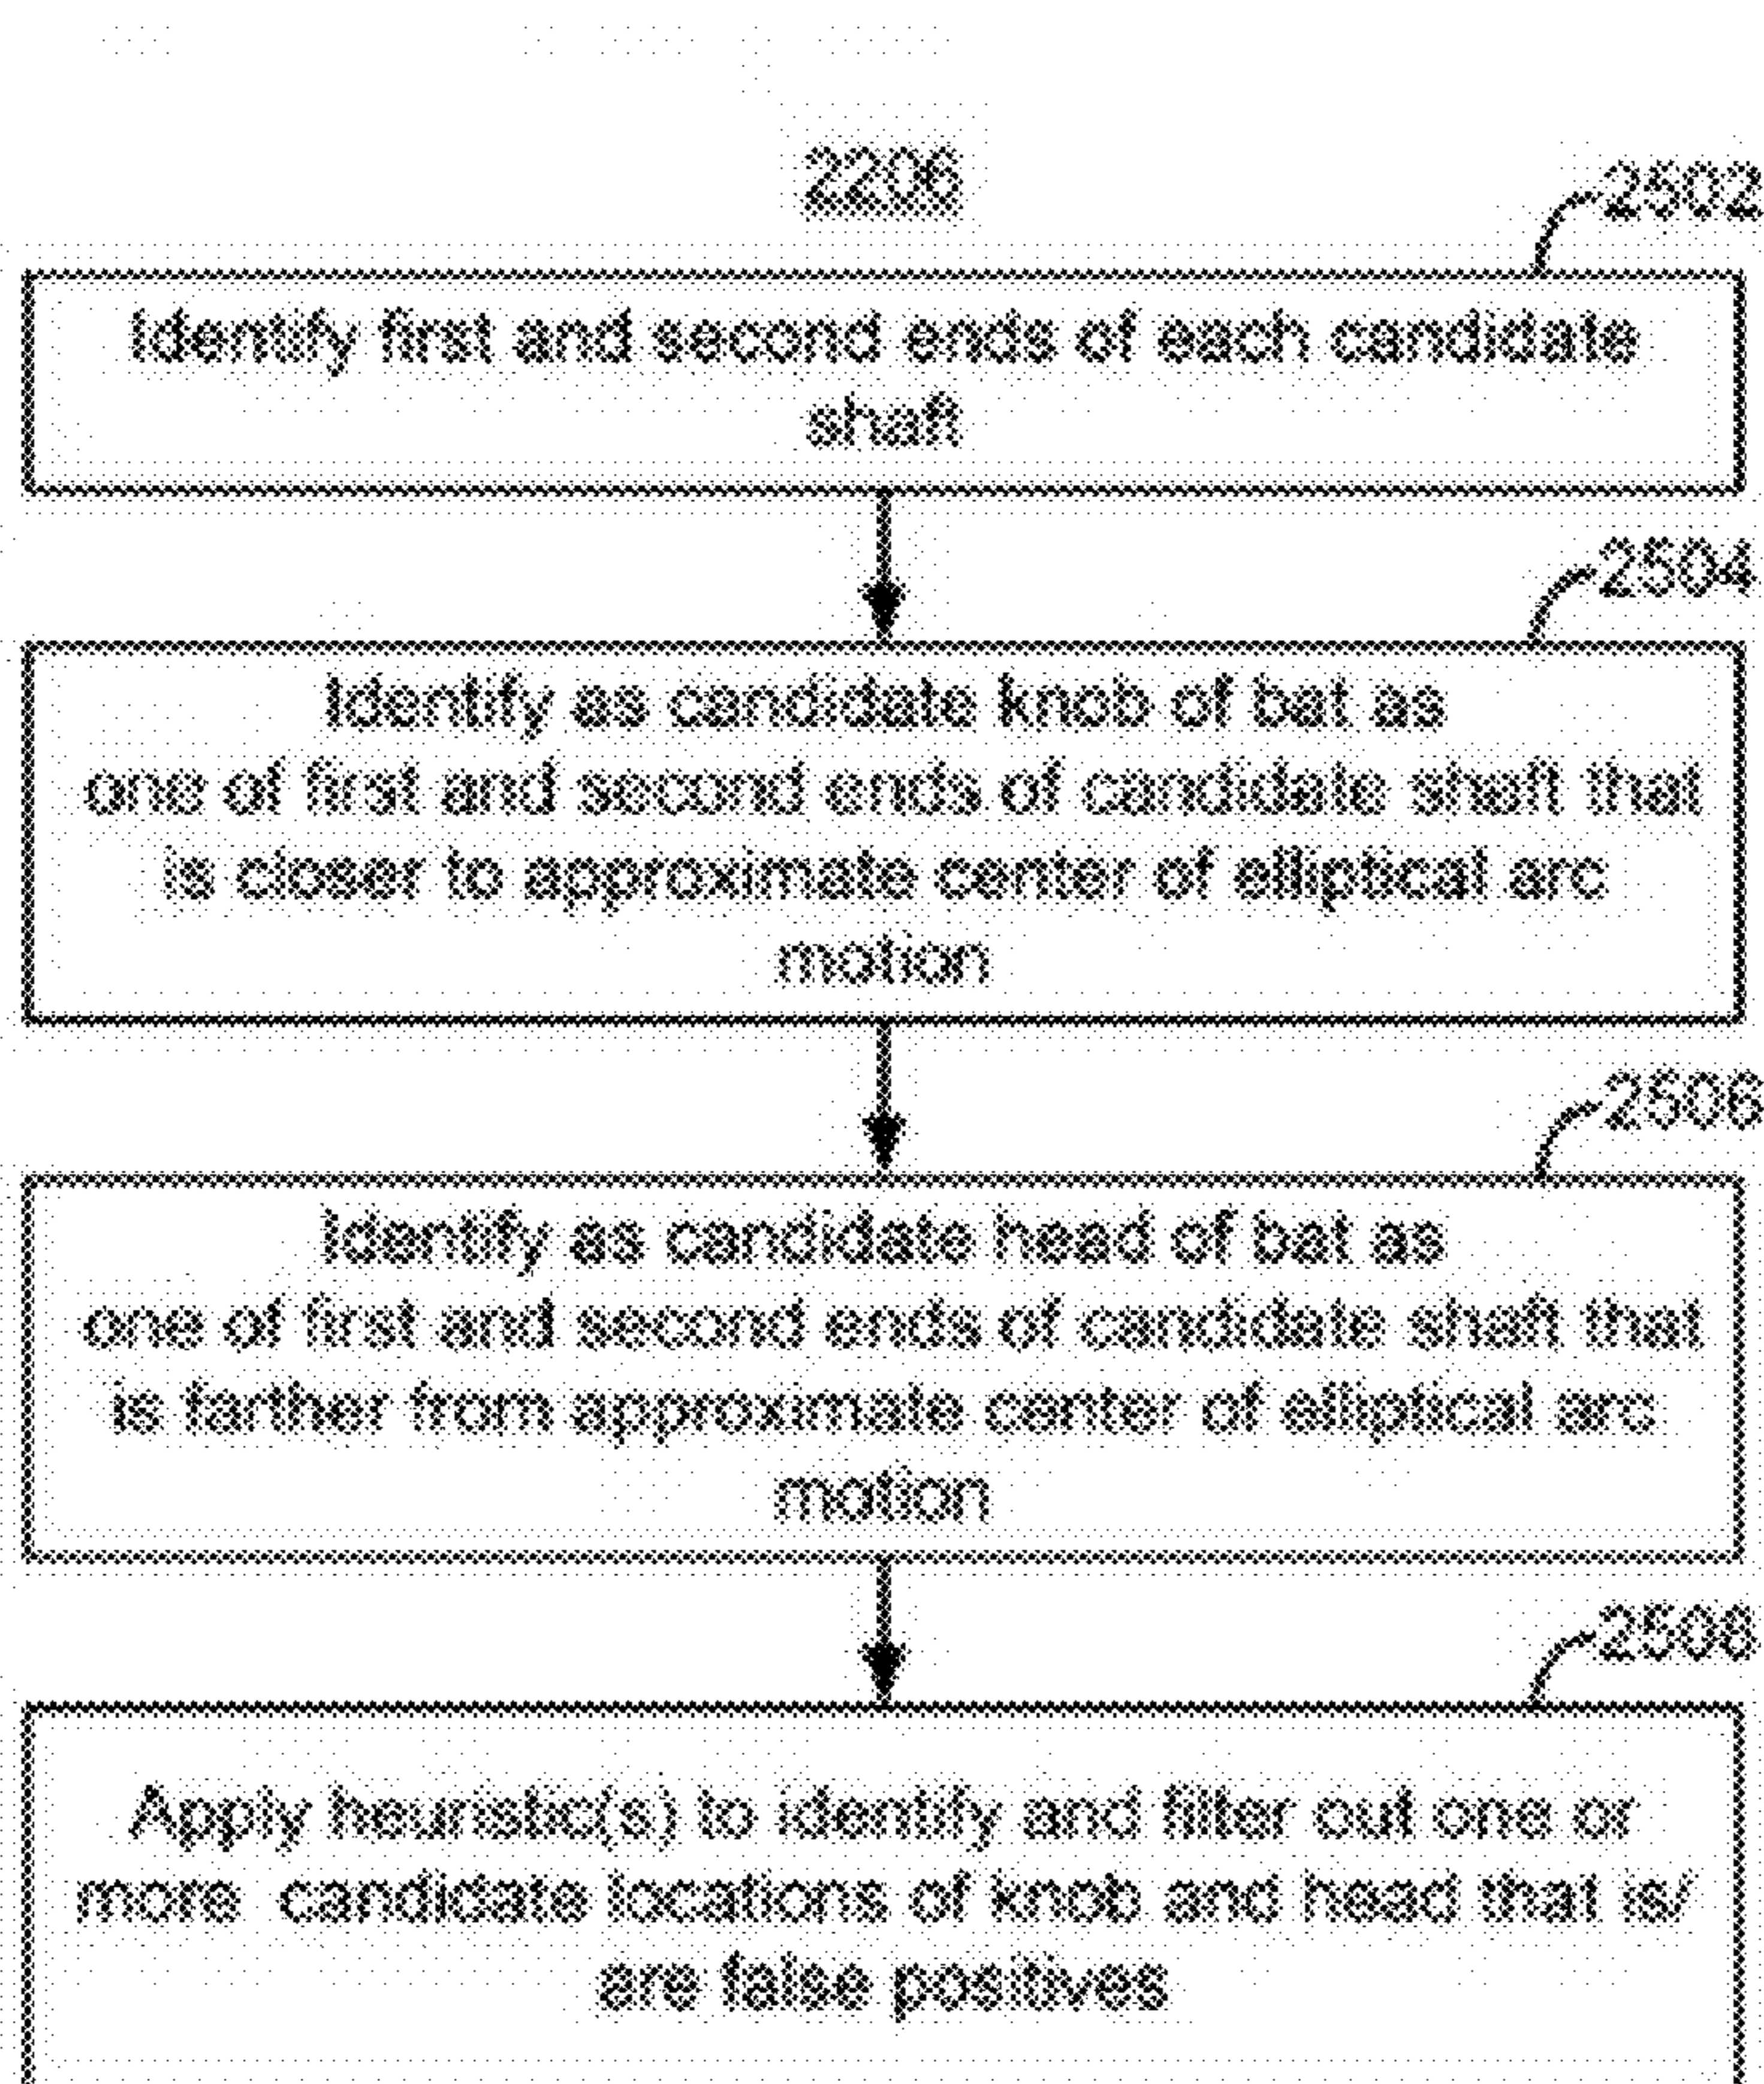 2206
2502
Identify first and second ends of each candidate
shaft
2504
Identify as candidate knob of bat as
one of first and second ends of candidate shaft that
is closer to approximate center of elliptical arc
motion
2506
Identify as candidate head of bat as
one of first and second ends of candidate shaft that
is farther from approximate center of elliptical arc
motion
2508
Apply heuristic(s) to identify and filter out one or
more candidate locations of knob and head that is/
are false positives